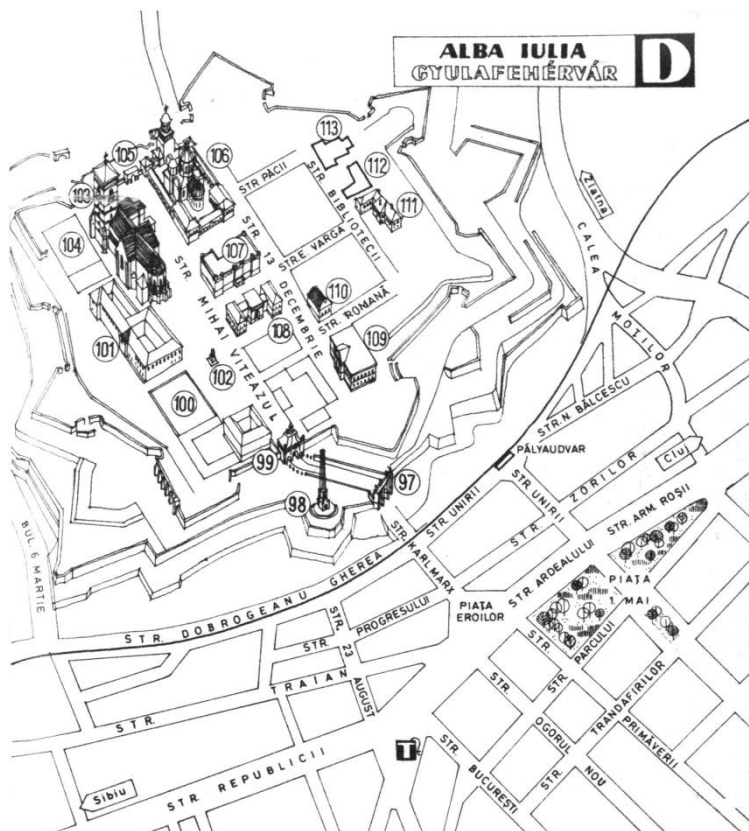 ALBA IULIA
GYULAFEHÉRVÁR
D
113
105
106
112
STR. PĂCII
STR. BIBLIOTECII
111
103
Zlatna
CALEA
MOȚILOR
104
STR. E. VARGA
107
STR. 13 DECEMBRIE
STR. MIHAI VITEAZUL
110
STR. ROMANĂ
108
109
101
102
100
STR. N. BĂLCESCU
PÁLYAUDVAR
Cluj
99
97
98
STR. UNIRII
STR. UNIRII
STR. ZORILOR
STR. ARM. ROȘII
BUL. 6 MARTIE
STR. KARL MARX
STR. ARDEALULUI
PIAȚA
1. MAI
PIAȚA
EROILOR
STR. DOBROGEANU GHEREA
STR. PROGRESULUI
STR. 23 AUGUST
STR. PARCULUI
STR. TRAIAN
STR. TRANDAFIRILOR
STR. PRIMĂVERII
STR. OGORUL
T
STR. BUCUREȘTI
STR. NOU
Sibiu
STR. REPUBLICII